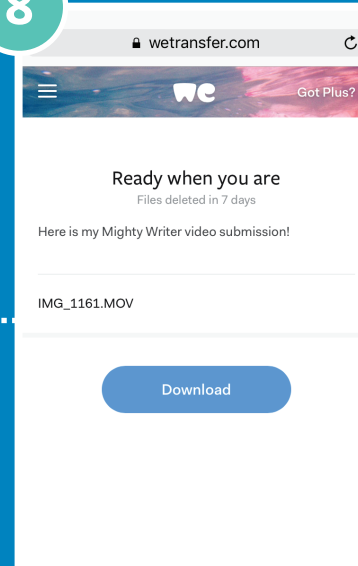 8
wetransfer.com
we
Got Plus?
Ready when you are
Files deleted in 7 days
Here is my Mighty Writer video submission!
IMG_1161.MOV
Download